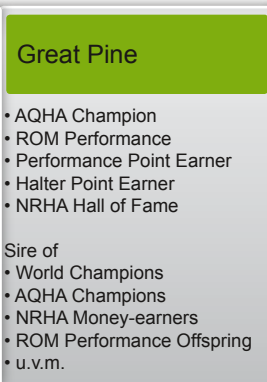 Great Pine
• AQHA Champion
• ROM Performance
• Performance Point Earner
• Halter Point Earner
• NRHA Hall of Fame
Sire of
• World Champions
• AQHA Champions
• NRHA Money-earners
• ROM Performance Offspring
• u.v.m.